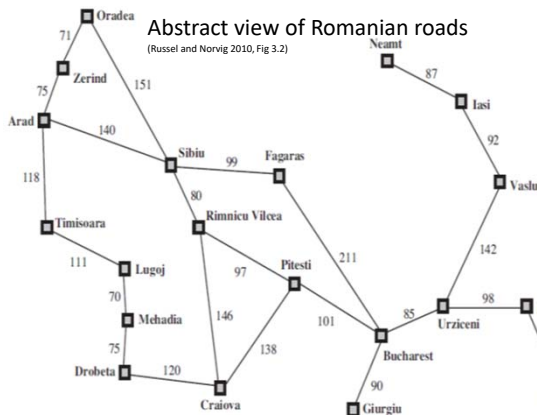 Abstract view of Romanian roads
(Russel and Norvig 2010, Fig 3.2)
Oradea
71
Neamt
Zerind
87
151
75
Iasi
Arad
140
92
Sibiu
Fagaras
99
118
80
Vaslu
Timisoara
Rimnicu Vilcea
142
111
Lugoj
97
Pitesti
211
70
98
146
101
85
Mehadia
138
Urziceni
75
Bucharest
120
Drobeta
90
Craiova
Giurgiu